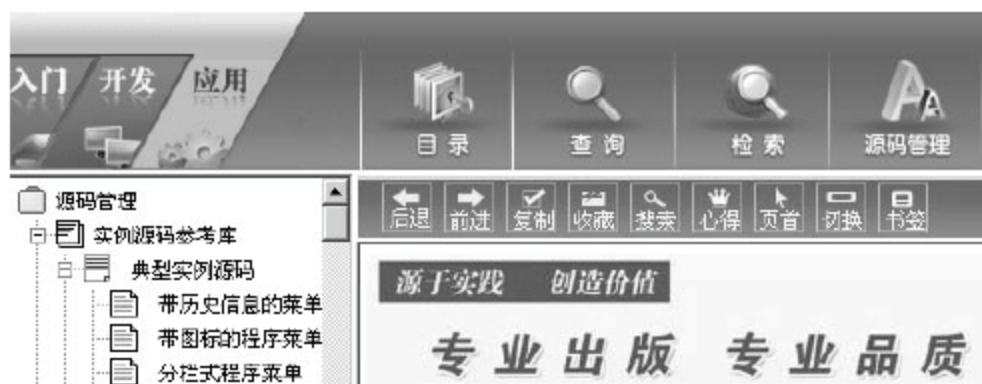 入门 开发 应用
目录 查询 检索 源码管理
源码管理
实例源码参考库
典型实例源码
带历史信息的菜单
带图标的程序菜单
分栏式程序菜单
后退 前进 复制 收藏 搜索 心得 页首 切换 书签
源于实践 创造价值
专业出版 专业品质